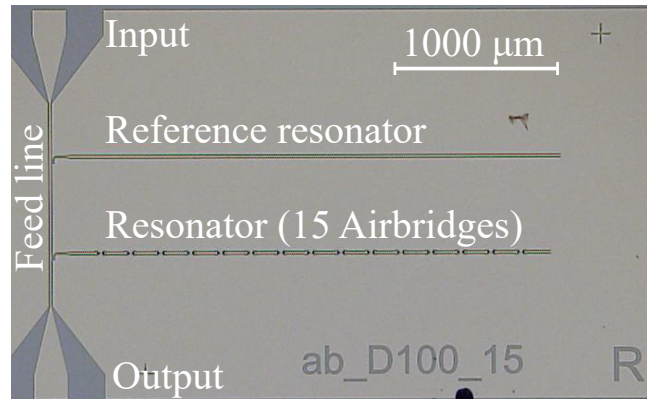 Input
1000 μm
Reference resonator
Feed line
Resonator (15 Airbridges)
ab_D100_15
R
Output